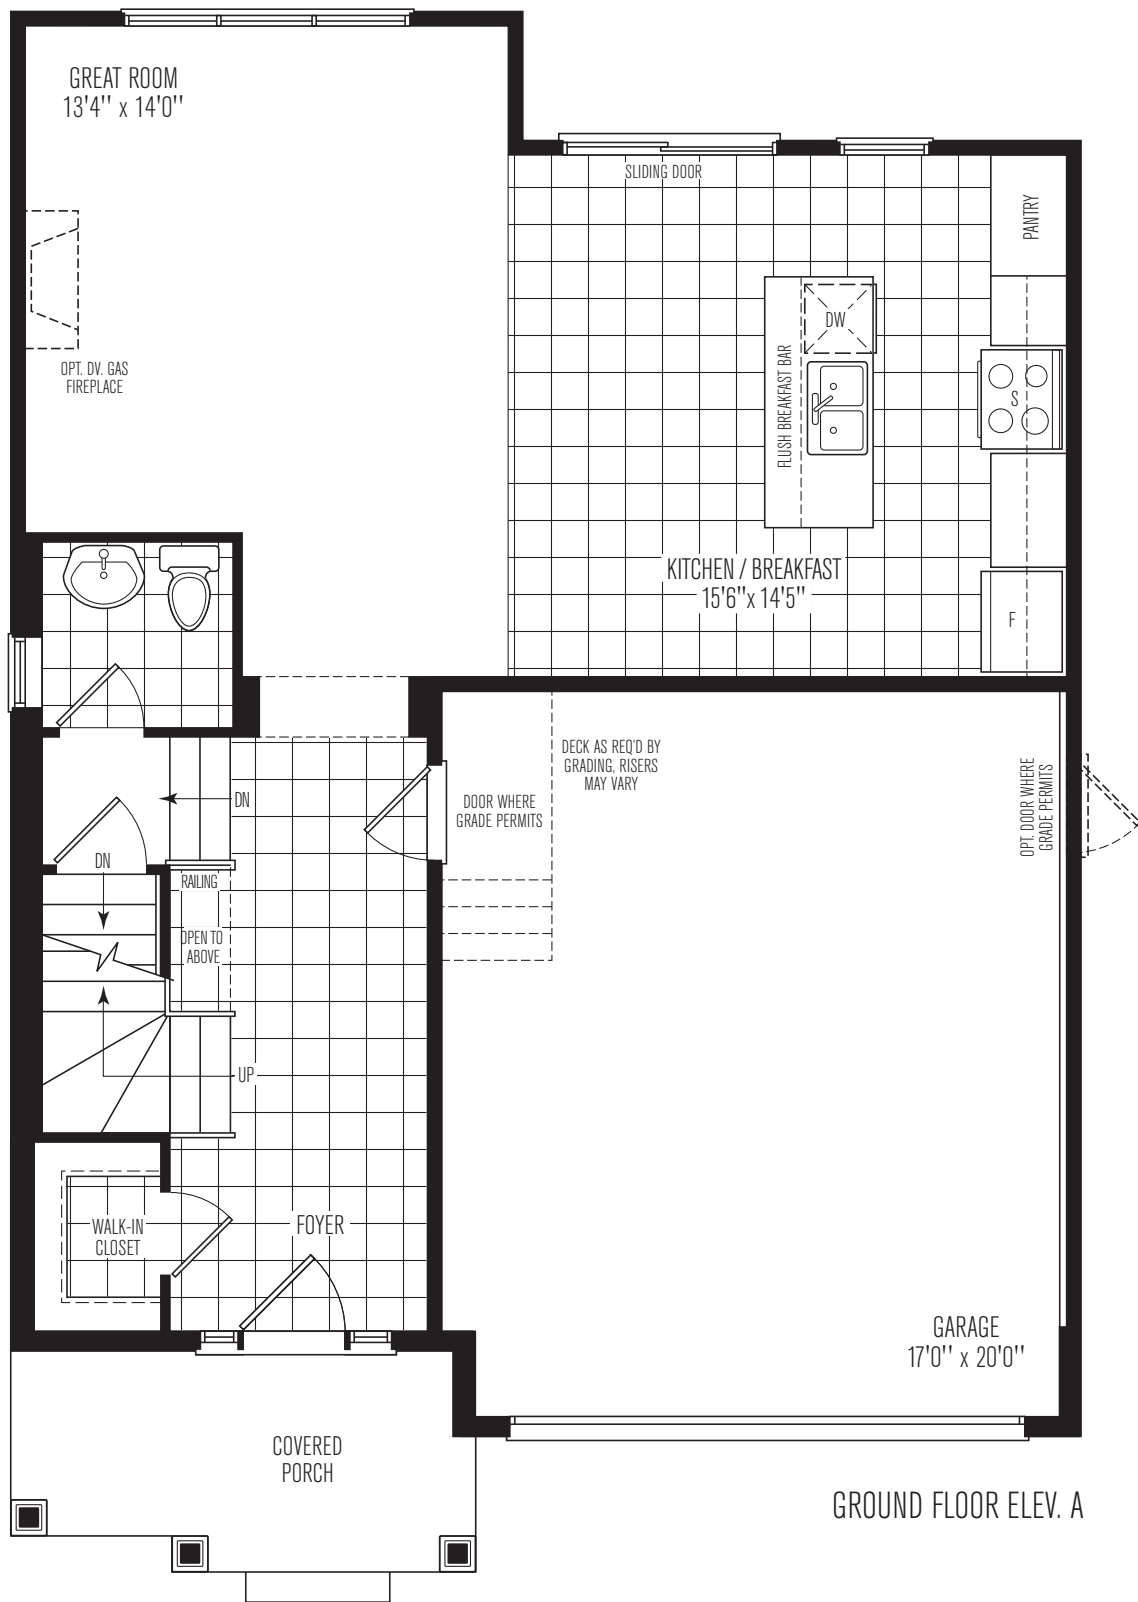 GREAT ROOM
13'4'' x 14'0''
SLIDING DOOR
PANTRY
DW
FLUSH BREAKFAST BAR
S
OPT. DV. GAS
FIREPLACE
KITCHEN / BREAKFAST
15'6''x 14'5''
F
DECK AS REQ'D BY
GRADING, RISERS
MAY VARY
OPT. DOOR WHERE
GRADE PERMITS
DN
DOOR WHERE
GRADE PERMITS
DN
RAILING
OPEN TO
ABOVE
UP
WALK-IN
CLOSET
FOYER
GARAGE
17'0'' x 20'0''
COVERED
PORCH
GROUND FLOOR ELEV. A